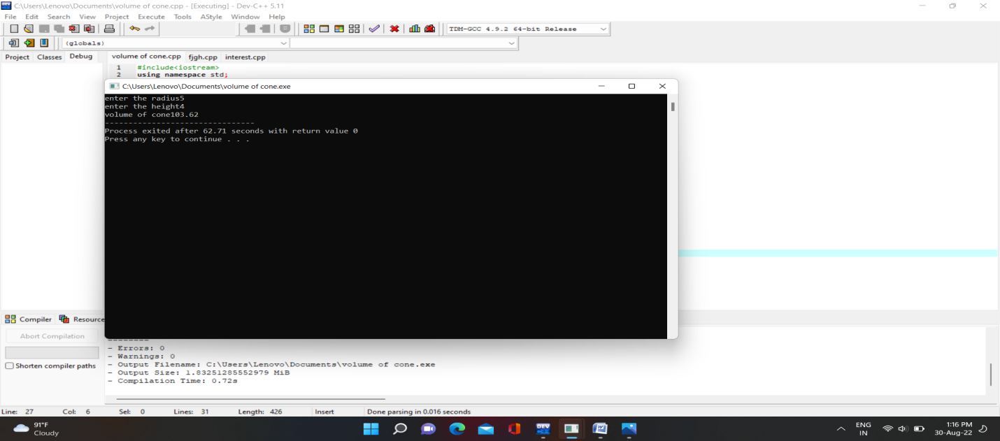 C:\Users\Lenovo\Documents\volume of cone.cpp - [Executing] - Dev-C++ 5.11
File Edit Search View Project Execute Tools AStyle Window Help
TDM-GCC 4.9.2 64-bit Release
(globals)
Project Classes Debug
volume of cone.cpp fjgh.cpp interest.cpp
1 #include<iostream>
2 using namespace std;
C:\Users\Lenovo\Documents\volume of cone.exe
enter the radius5
enter the height4
volume of cone103.62
--------------------------------
Process exited after 62.71 seconds with return value 0
Press any key to continue . . .
Compiler Resource
Abort Compilation
Shorten compiler paths
--------
- Errors: 0
- Warnings: 0
- Output Filename: C:\Users\Lenovo\Documents\volume of cone.exe
- Output Size: 1.83251285552979 MiB
- Compilation Time: 0.72s
Line: 27 Col: 6 Sel: 0 Lines: 31 Length: 426 Insert Done parsing in 0.016 seconds
91°F
Cloudy
DEV
ENG
IN
1:16 PM
30-Aug-22